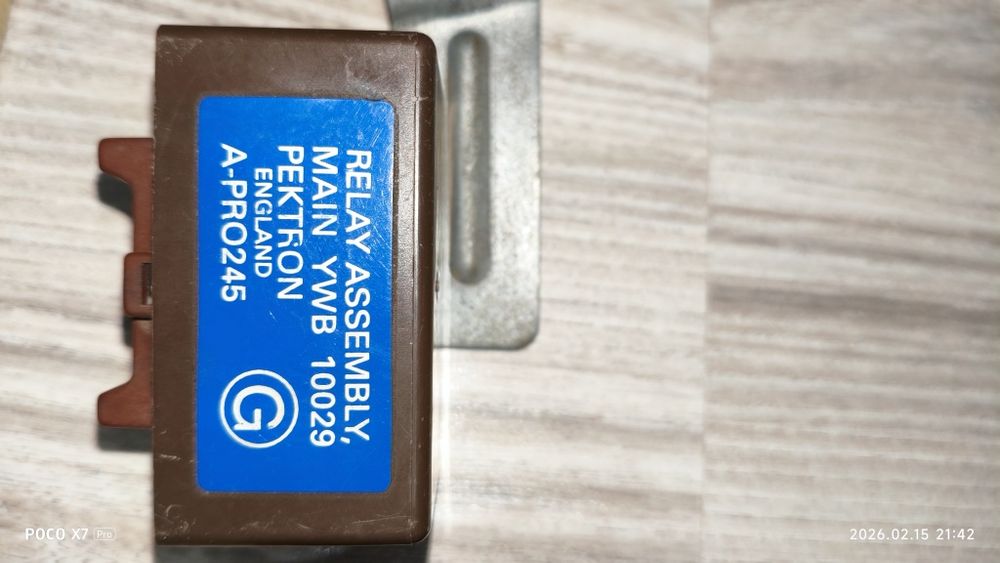 RELAY ASSEMBLY,
MAIN YWB 10029
PEKTRON
ENGLAND
A-PRO245
G
POCO X7 Pro
2026.02.15 21:42